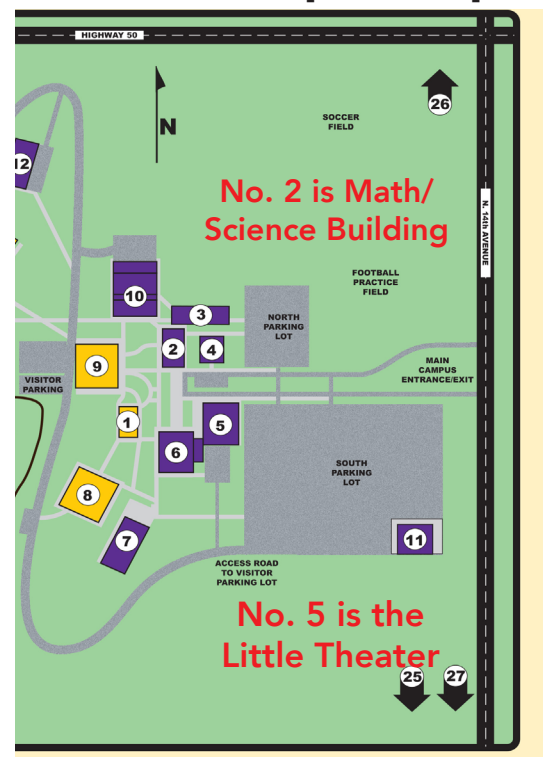 HIGHWAY 50
26
N
SOCCER
FIELD
12
No. 2 is Math/
Science Building
N. 14th AVENUE
FOOTBALL
PRACTICE
FIELD
10
3
NORTH
PARKING
LOT
2
4
9
MAIN
CAMPUS
ENTRANCE/EXIT
VISITOR
PARKING
1
5
6
SOUTH
PARKING
LOT
8
7
11
ACCESS ROAD
TO VISITOR
PARKING LOT
No. 5 is the
Little Theater
25
27